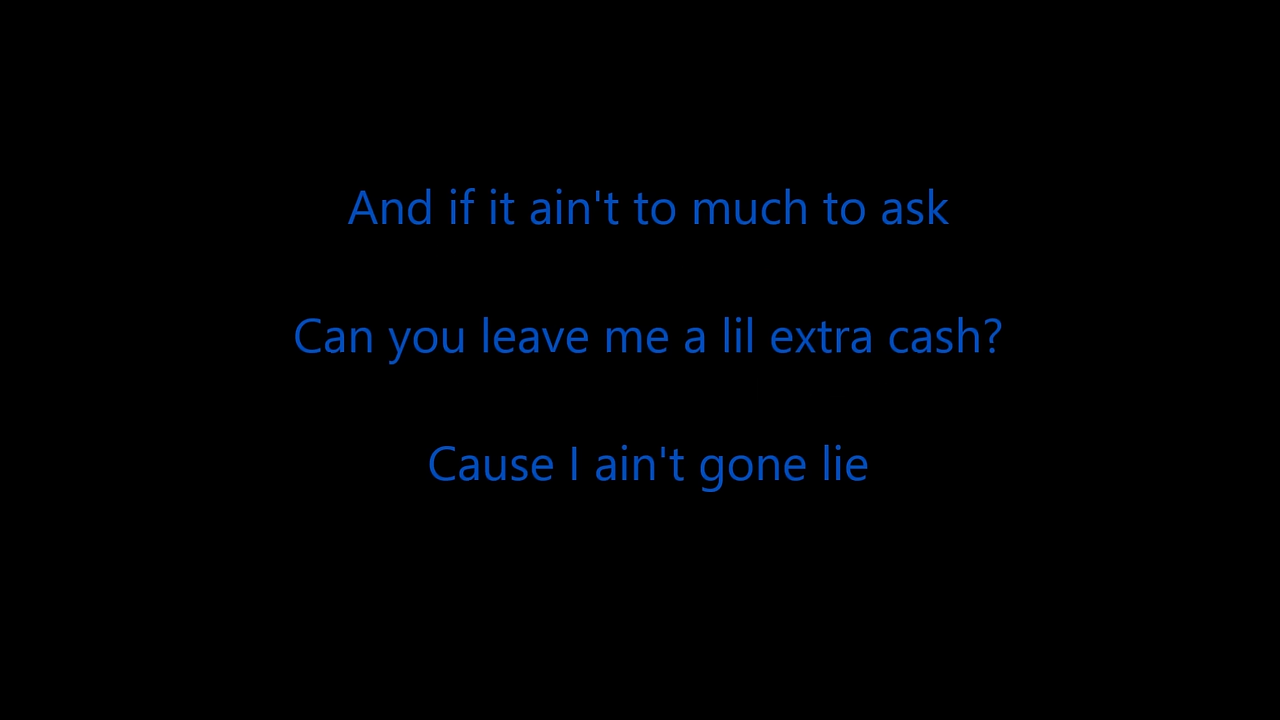 And if it ain't to much to ask
Can you leave me a lil extra cash?
Cause I ain't gone lie